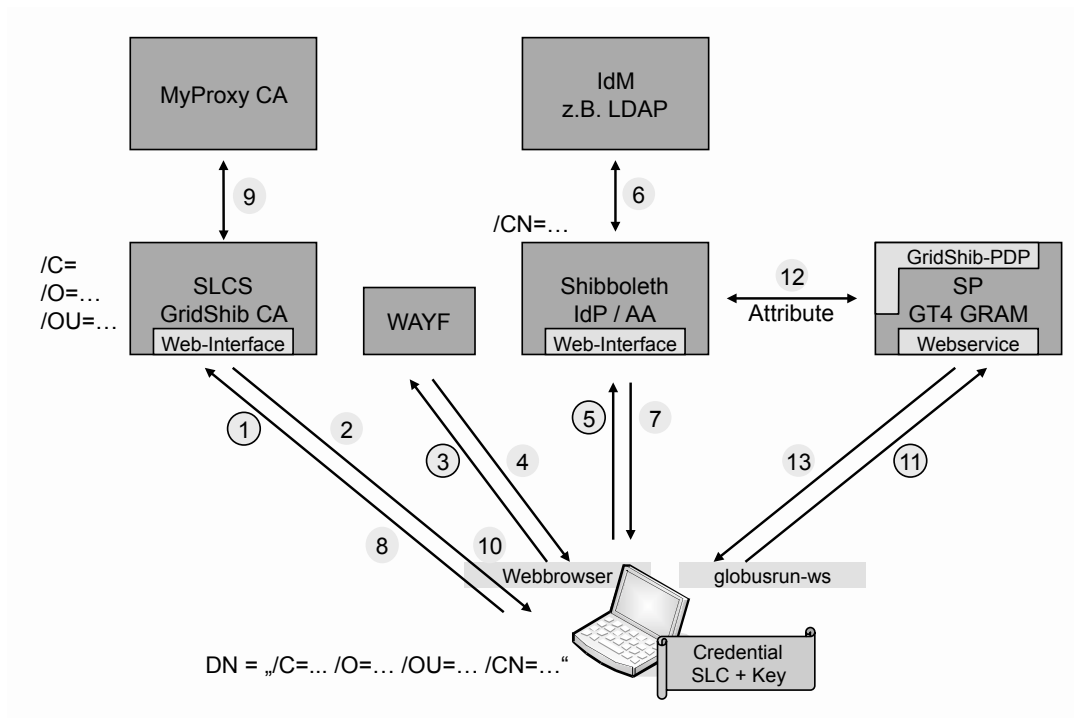 MyProxy CA
IdM
z.B. LDAP
9
6
/CN=…
/C=
/O=…
/OU=…
SLCS
GridShib CA
Web-Interface
WAYF
Shibboleth
IdP / AA
Web-Interface
12
Attribute
GridShib-PDP
SP
GT4 GRAM
Webservice
1
2
3
4
5
7
13
11
8
10
Webbrowser
globusrun-ws
DN = „/C=... /O=… /OU=… /CN=…“
Credential
SLC + Key